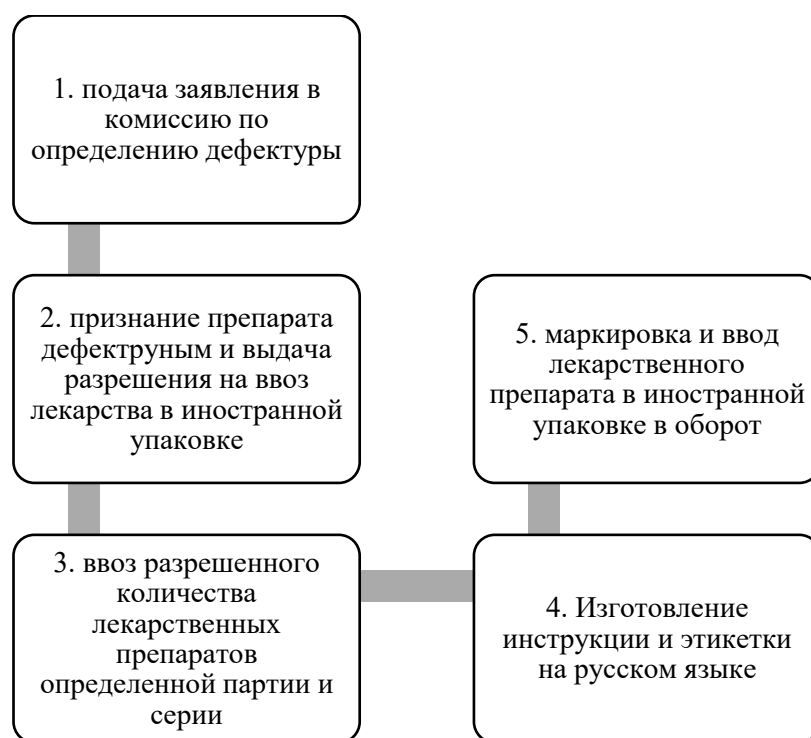 1. подача заявления в
комиссию по
определению дефектуры
2. признание препарата
дефектруным и выдача
разрешения на ввоз
лекарства в иностранной
упаковке
3. ввоз разрешенного
количества
лекарственных
препаратов
определенной партии и
серии
4. Изготовление
инструкции и этикетки
на русском языке
5. маркировка и ввод
лекарственного
препарата в иностранной
упаковке в оборот